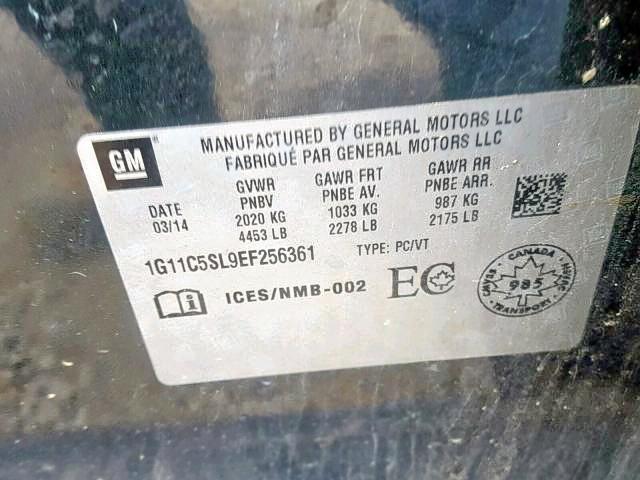 GM
MANUFACTURED BY GENERAL MOTORS LLC
FABRIQUÉ PAR GENERAL MOTORS LLC
DATE
03/14
GVWR
PNBV
2020 KG
4453 LB
GAWR FRT
PNBE AV.
1033 KG
2278 LB
GAWR RR
PNBE ARR.
987 KG
2175 LB
1G11C5SL9EF256361
TYPE: PC/VT
i
ICES/NMB-002
EC
CANADA
985
TRANSPORT